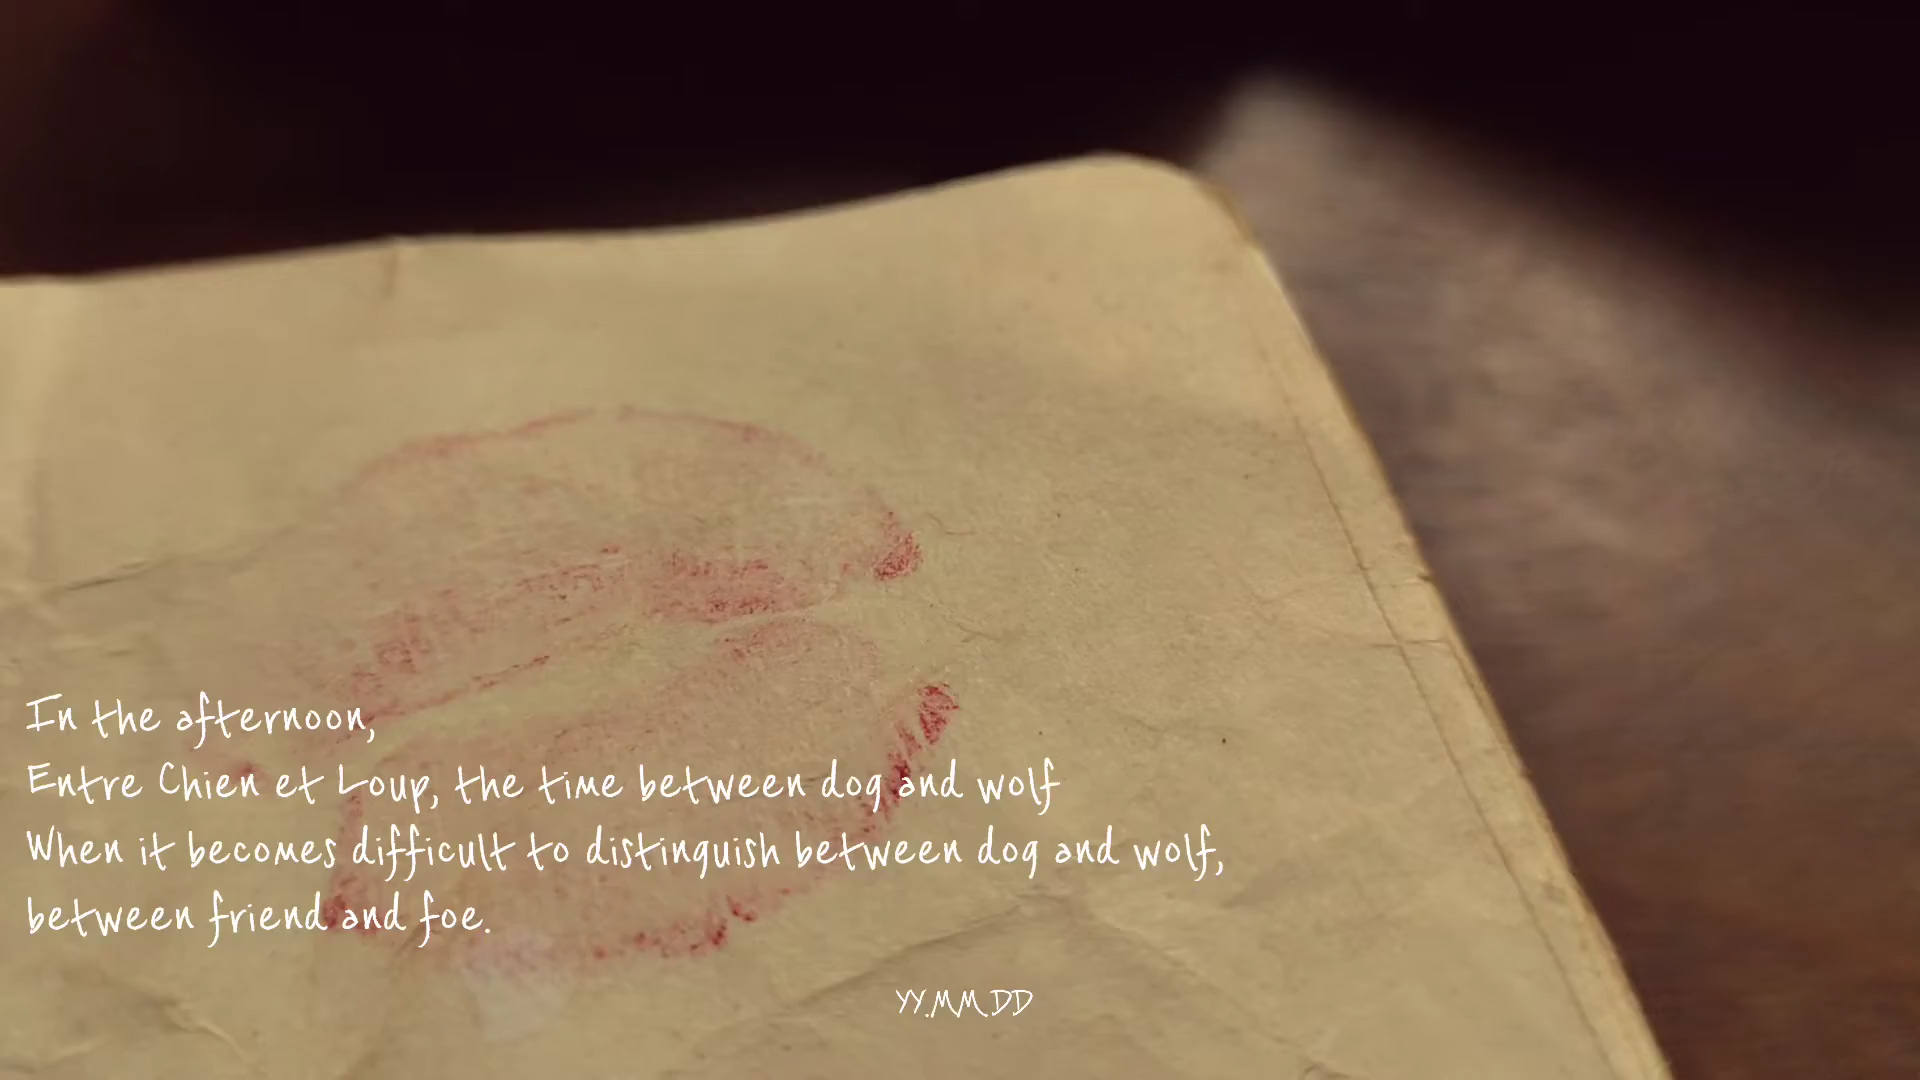 In the afternoon,
Entre Chien et Loup, the time between dog and wolf
When it becomes difficult to distinguish between dog and wolf,
between friend and foe.
YY.MM.DD